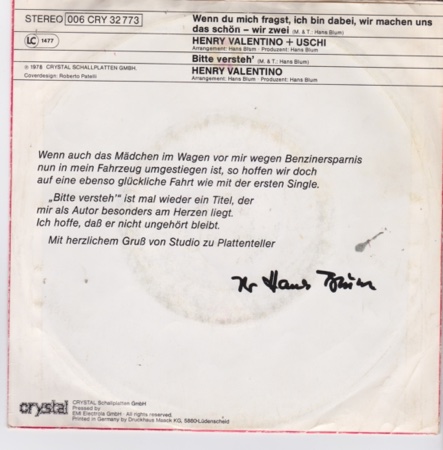 STEREO 006 CRY 32 773
Wenn du mich fragst, ich bin dabei, wir machen uns
das schön – wir zwei (M. & T.: Hans Blum)
LC 1477
HENRY VALENTINO + USCHI
Arrangement: Hans Blum · Produzent: Hans Blum
Bitte versteh' (M. & T.: Hans Blum)
℗ 1978 CRYSTAL SCHALLPLATTEN GMBH.
Coverdesign: Roberto Patelli
HENRY VALENTINO
Arrangement: Hans Blum · Produzent: Hans Blum
Wenn auch das Mädchen im Wagen vor mir wegen Benzinersparnis
nun in mein Fahrzeug umgestiegen ist, so hoffen wir doch
auf eine ebenso glückliche Fahrt wie mit der ersten Single.
„Bitte versteh'" ist mal wieder ein Titel, der
mir als Autor besonders am Herzen liegt.
Ich hoffe, daß er nicht ungehört bleibt.
Mit herzlichem Gruß von Studio zu Plattenteller
Ihr Hans Blum
crystal
CRYSTAL Schallplatten GmbH
Pressed by
EMI Electrola GmbH · All rights reserved.
Printed in Germany by Druckhaus Maack KG, 5880-Lüdenscheid